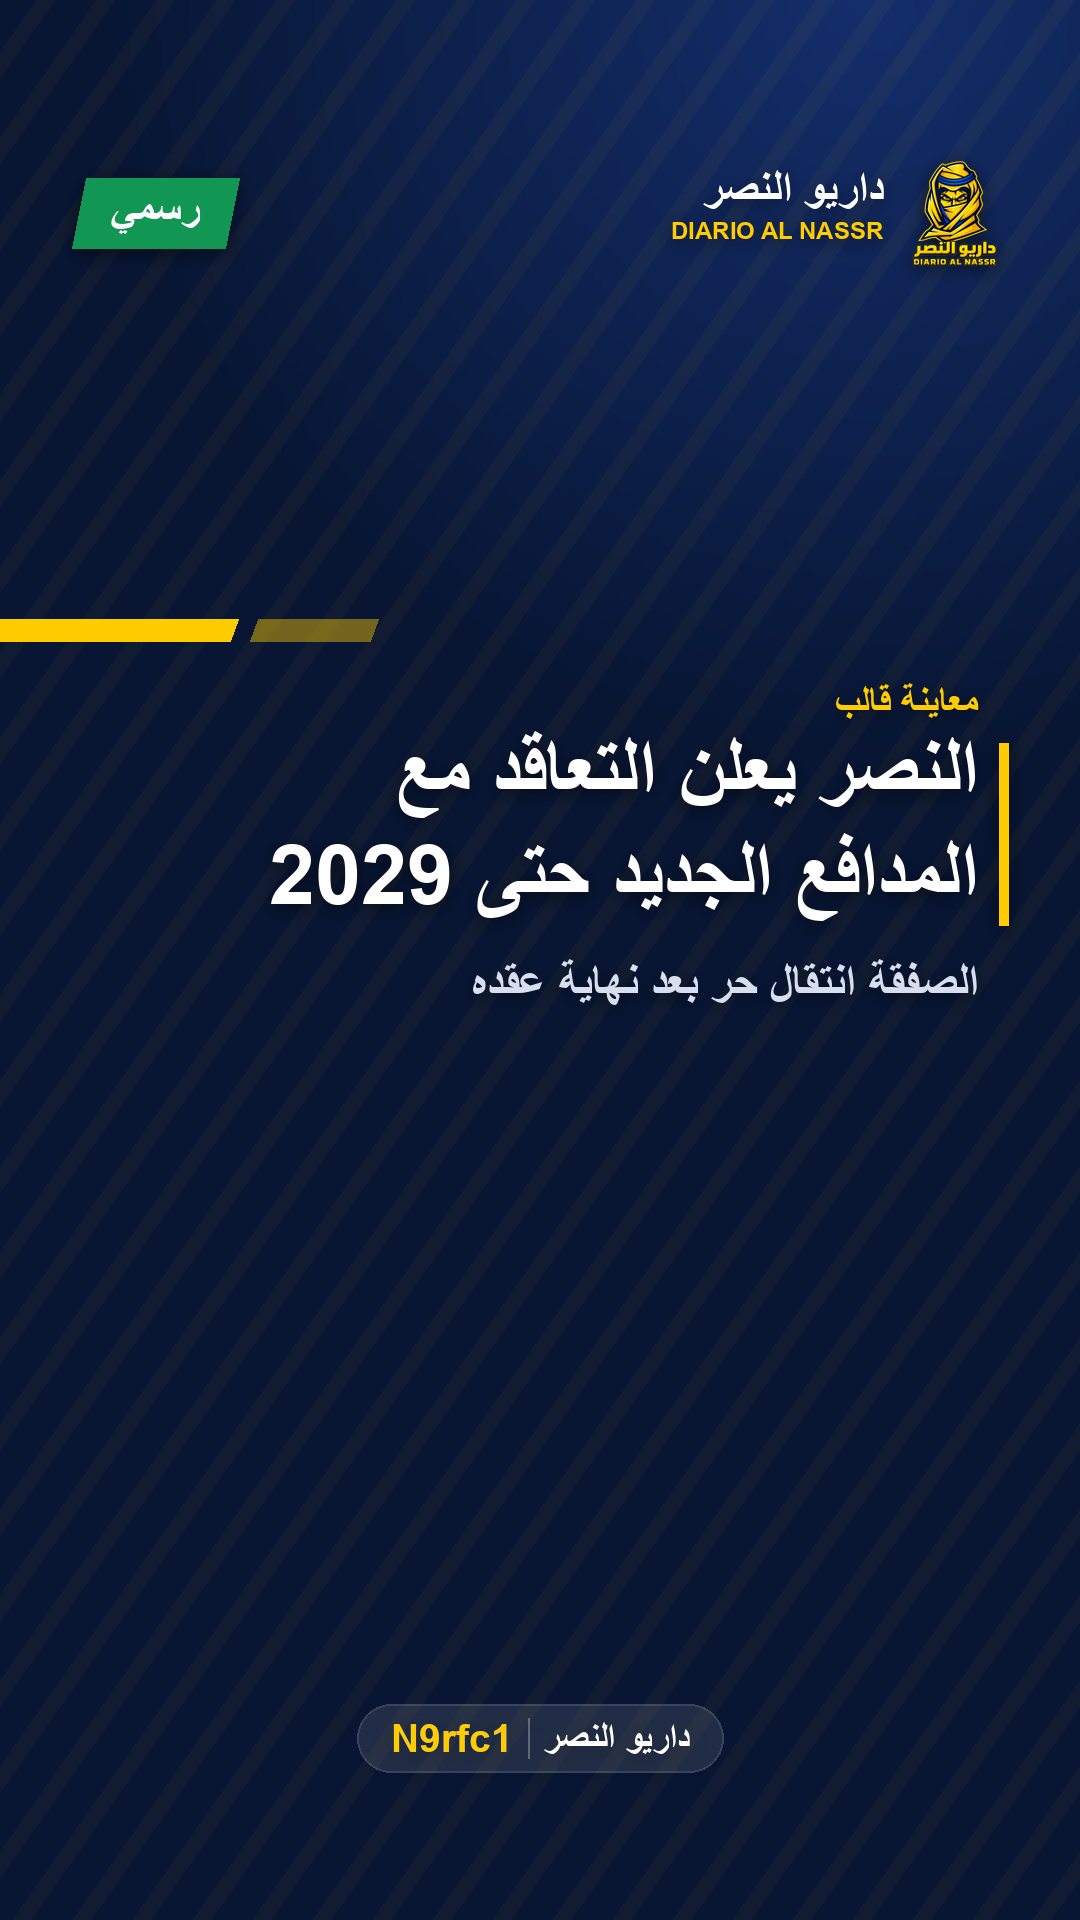 داريو النصر
DIARIO AL NASSR
داريو النصر
DIARIO AL NASSR
رسمي
معاينة قالب
النصر يعلن التعاقد مع
المدافع الجديد حتى 2029
الصفقة انتقال حر بعد نهاية عقده
داريو النصر | N9rfc1